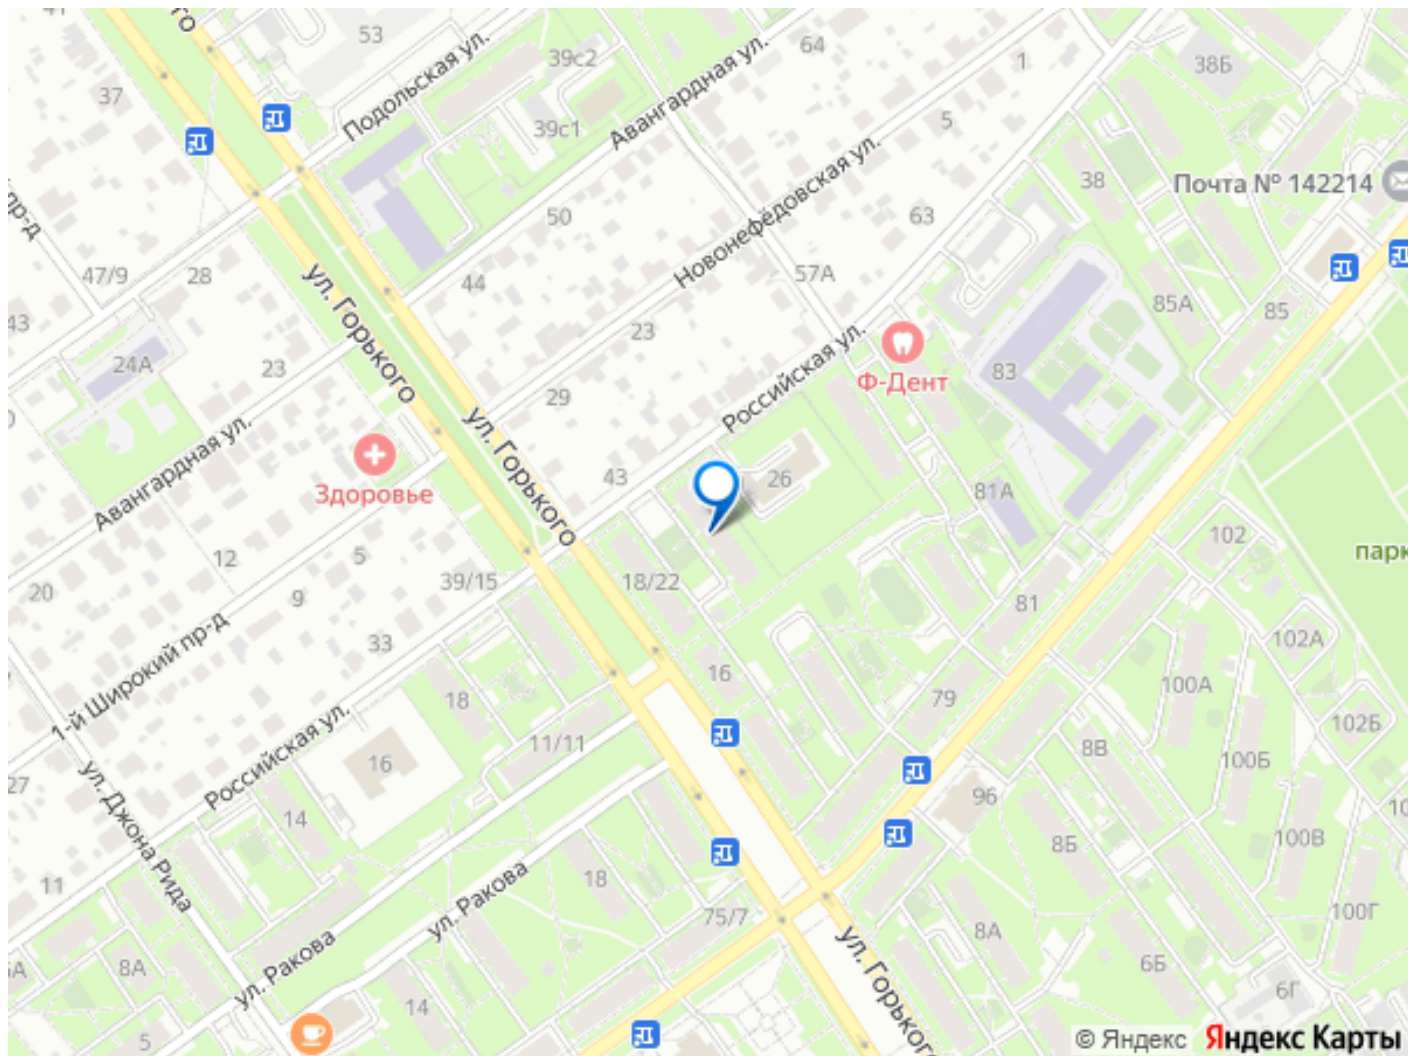 53
39с2
64
1
38Б
37
Подольская ул.
39с1
Авангардная ул.
5
38
Почта № 142214
пр-д
50
Новонефёдовская ул.
63
47/9
28
ул. Горького
44
57А
85А
85
43
24А
23
23
Российская ул.
Ф-Дент
83
29
ул. Горького
Авангардная ул.
Здоровье
43
26
81А
12
5
39/15
18/22
102
парк
20
9
1-й Широкий пр-д
33
81
102А
16
100А
18
79
102Б
Российская ул.
11/11
8В
100Б
16
27
ул. Джона Рида
14
96
8Б
100В
11
ул. Ракова
18
75/7
100Г
ул. Горького
8А
ул. Ракова
8А
6Б
14
6Г
5
© Яндекс Яндекс Карты